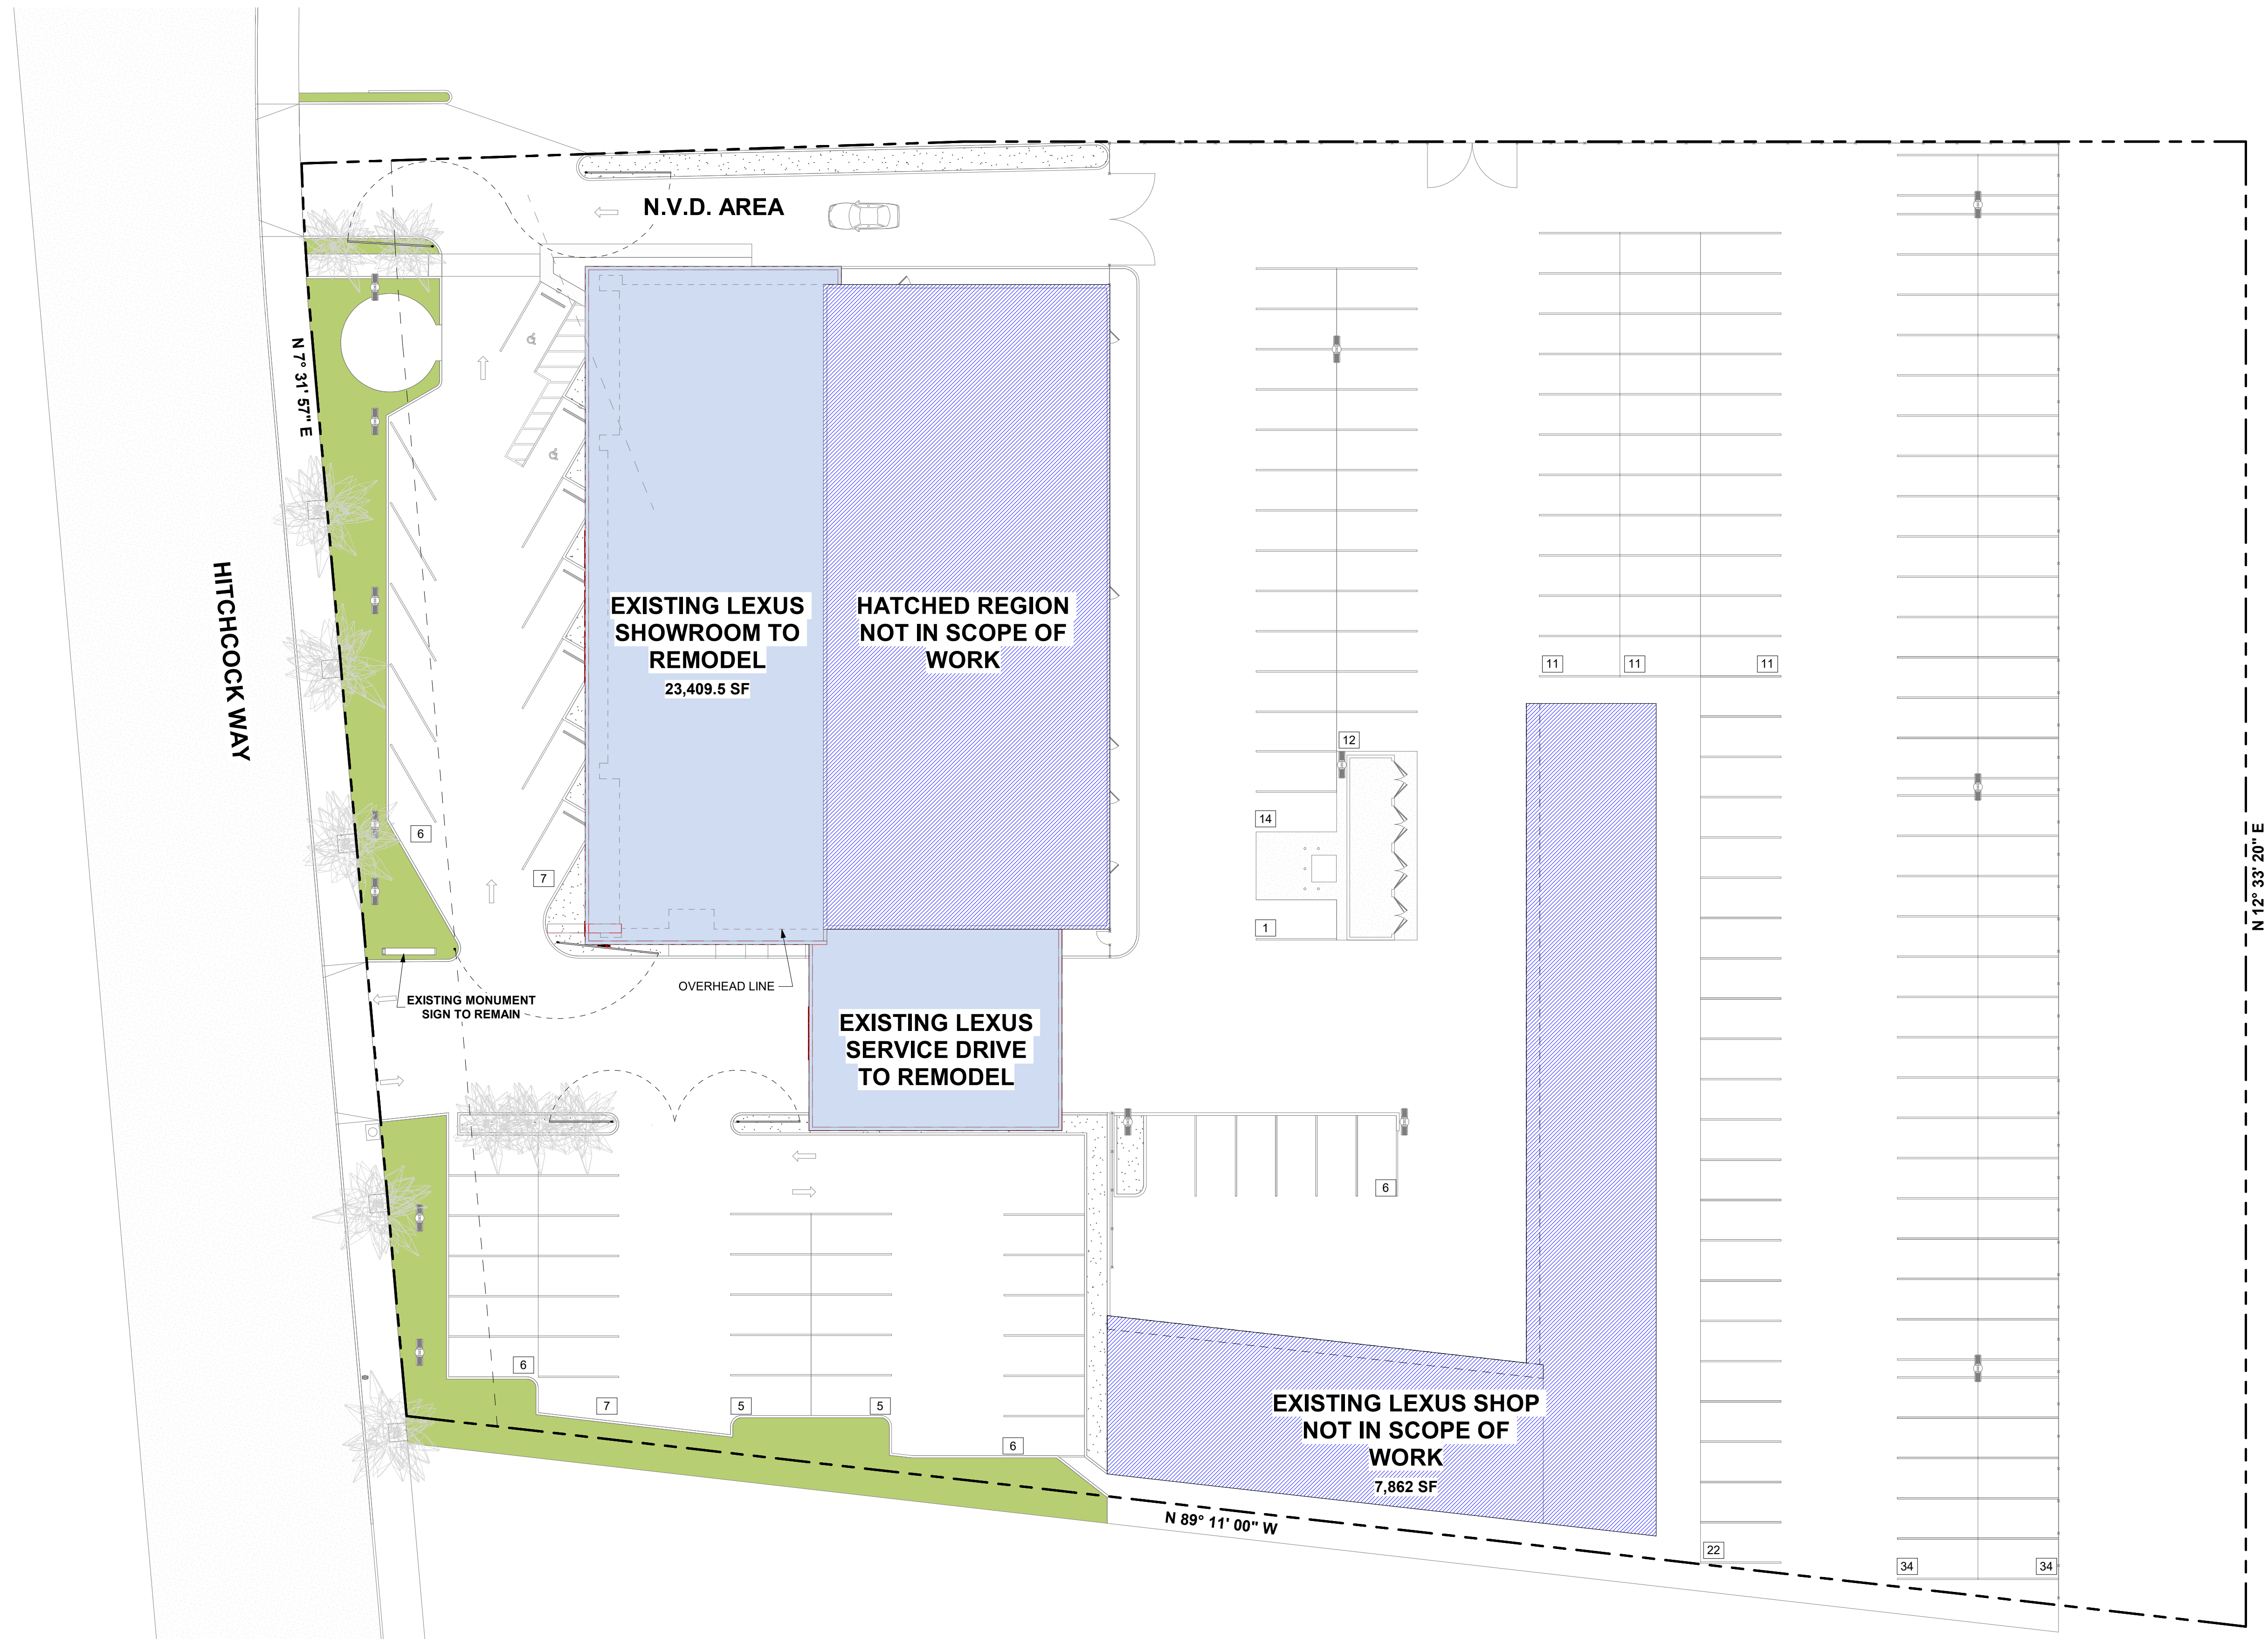 N.V.D. AREA
N 7° 31' 57" E
HITCHCOCK WAY
EXISTING LEXUS
SHOWROOM TO
REMODEL
23,409.5 SF
HATCHED REGION
NOT IN SCOPE OF
WORK
11
11
11
12
14
1
6
7
N 12° 33' 20" E
OVERHEAD LINE
EXISTING MONUMENT
SIGN TO REMAIN
EXISTING LEXUS
SERVICE DRIVE
TO REMODEL
6
6
7
5
5
6
EXISTING LEXUS SHOP
NOT IN SCOPE OF
WORK
7,862 SF
N 89° 11' 00" W
22
34
34